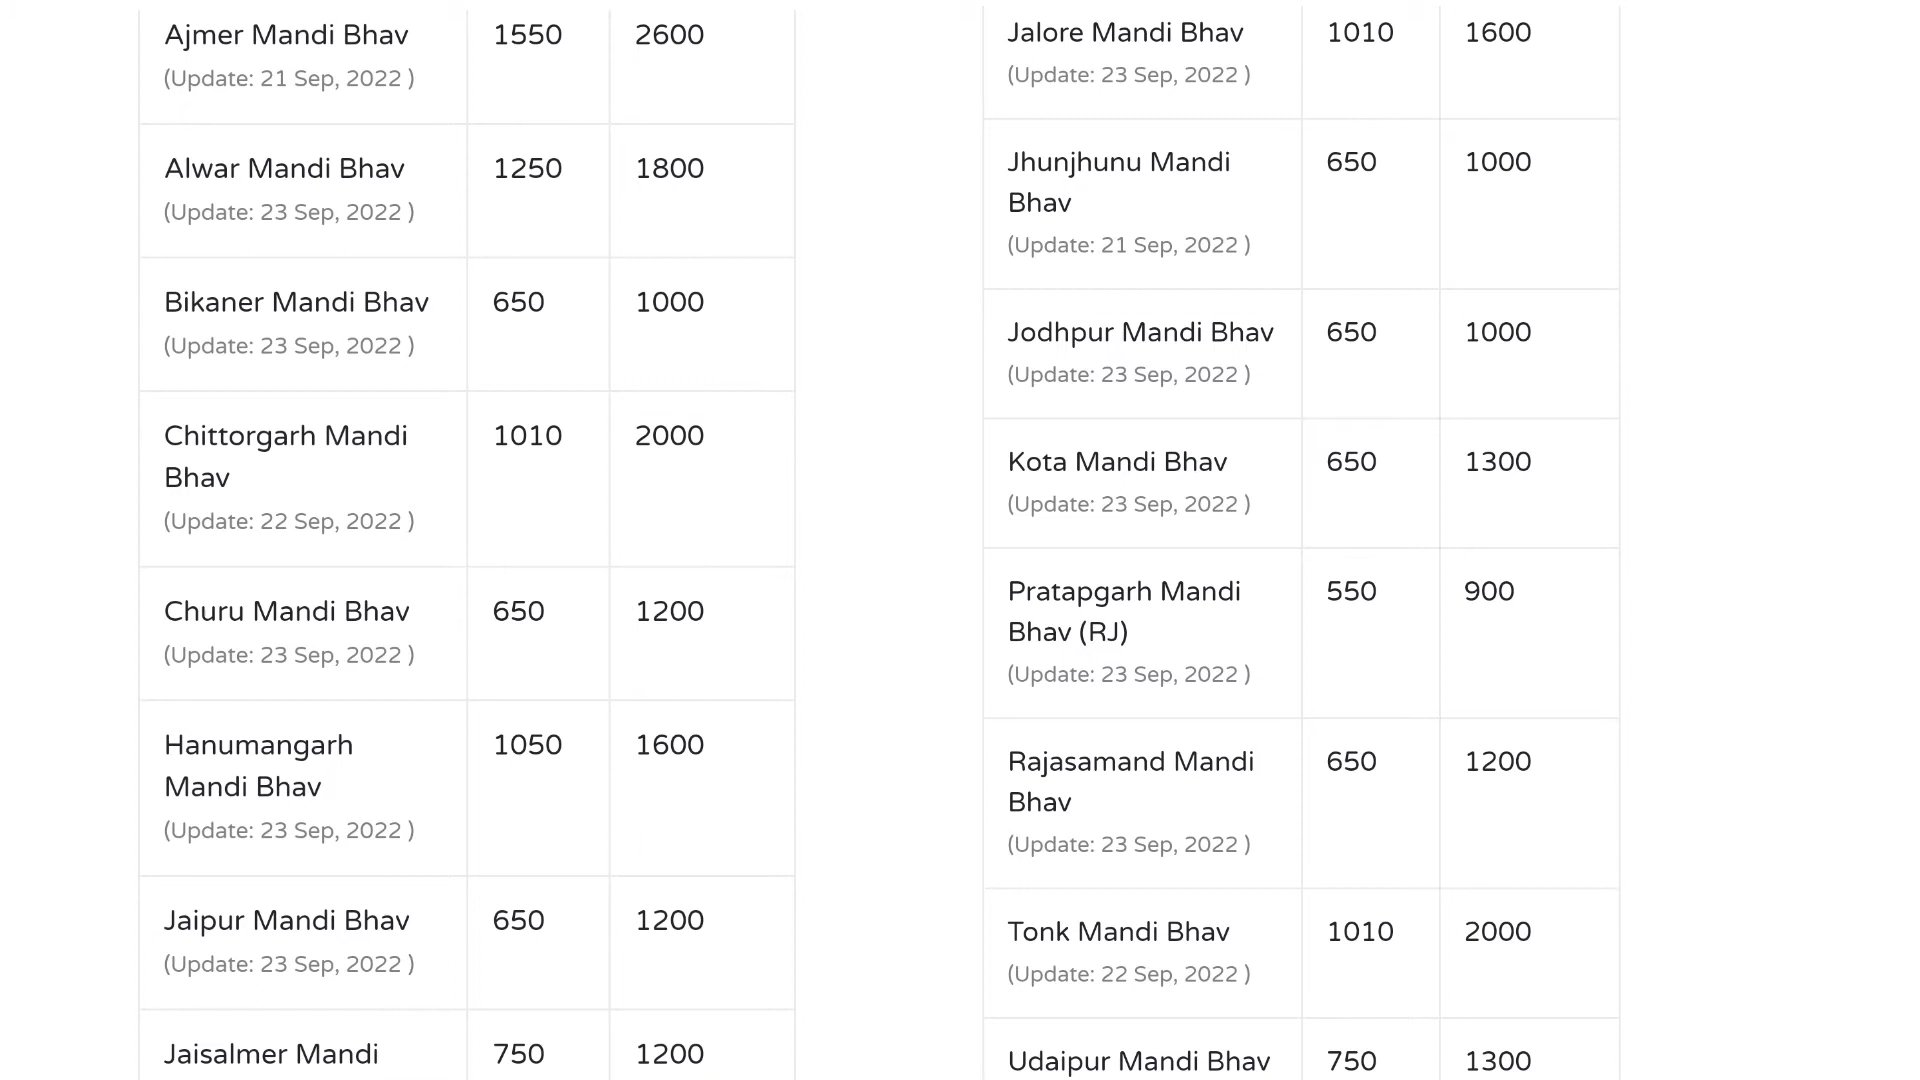 Ajmer Mandi Bhav 1550 2600
(Update: 21 Sep, 2022 )
Alwar Mandi Bhav 1250 1800
(Update: 23 Sep, 2022 )
Bikaner Mandi Bhav 650 1000
(Update: 23 Sep, 2022 )
Chittorgarh Mandi 1010 2000
Bhav
(Update: 22 Sep, 2022 )
Churu Mandi Bhav 650 1200
(Update: 23 Sep, 2022 )
Hanumangarh 1050 1600
Mandi Bhav
(Update: 23 Sep, 2022 )
Jaipur Mandi Bhav 650 1200
(Update: 23 Sep, 2022 )
Jaisalmer Mandi 750 1200
Jalore Mandi Bhav 1010 1600
(Update: 23 Sep, 2022 )
Jhunjhunu Mandi 650 1000
Bhav
(Update: 21 Sep, 2022 )
Jodhpur Mandi Bhav 650 1000
(Update: 23 Sep, 2022 )
Kota Mandi Bhav 650 1300
(Update: 23 Sep, 2022 )
Pratapgarh Mandi 550 900
Bhav (RJ)
(Update: 23 Sep, 2022 )
Rajasamand Mandi 650 1200
Bhav
(Update: 23 Sep, 2022 )
Tonk Mandi Bhav 1010 2000
(Update: 22 Sep, 2022 )
Udaipur Mandi Bhav 750 1300